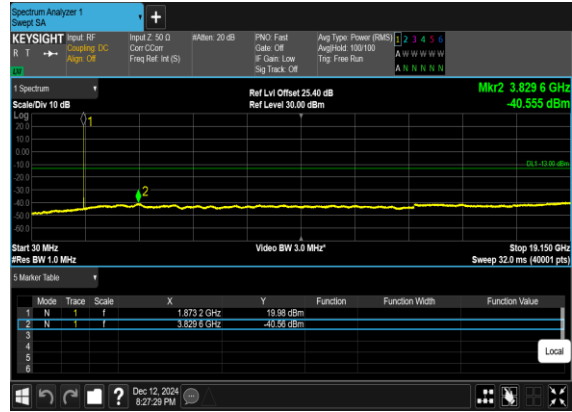 Spectrum Analyzer 1
Swept SA
+
KEYSIGHT Input: RF Input Z: 50 Ω #Atten: 20 dB PNO: Fast Avg Type: Power (RMS) 1 2 3 4 5 6
R T Coupling: DC Corr CCorr Gate: Off Avg|Hold: 100/100 A W W W W W
Align: Off Freq Ref: Int (S) IF Gain: Low Trig: Free Run
Sig Track: Off A N N N N N
1 Spectrum
Scale/Div 10 dB
Ref Lvl Offset 25.40 dB
Ref Level 30.00 dBm
Mkr2 3.829 6 GHz
-40.555 dBm
Log
20.0
10.0
0.00
-10.0
-20.0
-30.0
-40.0
-50.0
-60.0
1
2
DL1 -13.00 dBm
Start 30 MHz Video BW 3.0 MHz* Stop 19.150 GHz
#Res BW 1.0 MHz Sweep 32.0 ms (40001 pts)
5 Marker Table
Mode Trace Scale X Y Function Function Width Function Value
1 N 1 f 1.873 2 GHz 19.98 dBm
2 N 1 f 3.829 6 GHz -40.56 dBm
3
4
5
6
Local
?
Dec 12, 2024
8:27:29 PM